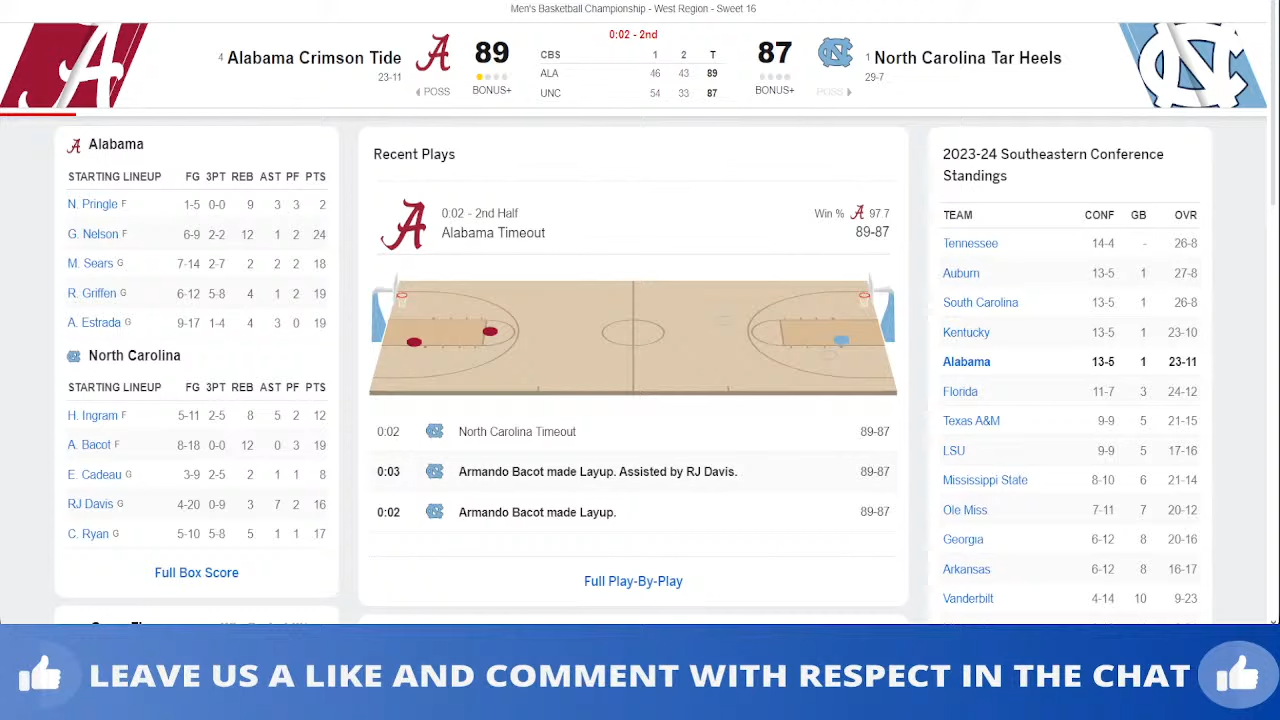 Men's Basketball Championship - West Region - Sweet 16
4 Alabama Crimson Tide
23-11
89
POSS
BONUS+
0:02 - 2nd
CBS 1 2 T
ALA 46 43 89
UNC 54 33 87
87
BONUS+
POSS
1 North Carolina Tar Heels
29-7
Alabama
STARTING LINEUP FG 3PT REB AST PF PTS
N. Pringle F 1-5 0-0 9 3 3 2
G. Nelson F 6-9 2-2 12 1 2 24
M. Sears G 7-14 2-7 2 2 2 18
R. Griffen G 6-12 5-8 4 1 2 19
A. Estrada G 9-17 1-4 4 3 0 19
North Carolina
STARTING LINEUP FG 3PT REB AST PF PTS
H. Ingram F 5-11 2-5 8 5 2 12
A. Bacot F 8-18 0-0 12 0 3 19
E. Cadeau G 3-9 2-5 2 1 1 8
RJ Davis G 4-20 0-9 3 7 2 16
C. Ryan G 5-10 5-8 5 1 1 17
Full Box Score
Recent Plays
0:02 - 2nd Half
Alabama Timeout
Win % 97.7
89-87
0:02 North Carolina Timeout 89-87
0:03 Armando Bacot made Layup. Assisted by RJ Davis. 89-87
0:02 Armando Bacot made Layup. 89-87
Full Play-By-Play
2023-24 Southeastern Conference
Standings
TEAM CONF GB OVR
Tennessee 14-4 - 26-8
Auburn 13-5 1 27-8
South Carolina 13-5 1 26-8
Kentucky 13-5 1 23-10
Alabama 13-5 1 23-11
Florida 11-7 3 24-12
Texas A&M 9-9 5 21-15
LSU 9-9 5 17-16
Mississippi State 8-10 6 21-14
Ole Miss 7-11 7 20-12
Georgia 6-12 8 20-16
Arkansas 6-12 8 16-17
Vanderbilt 4-14 10 9-23
LEAVE US A LIKE AND COMMENT WITH RESPECT IN THE CHAT